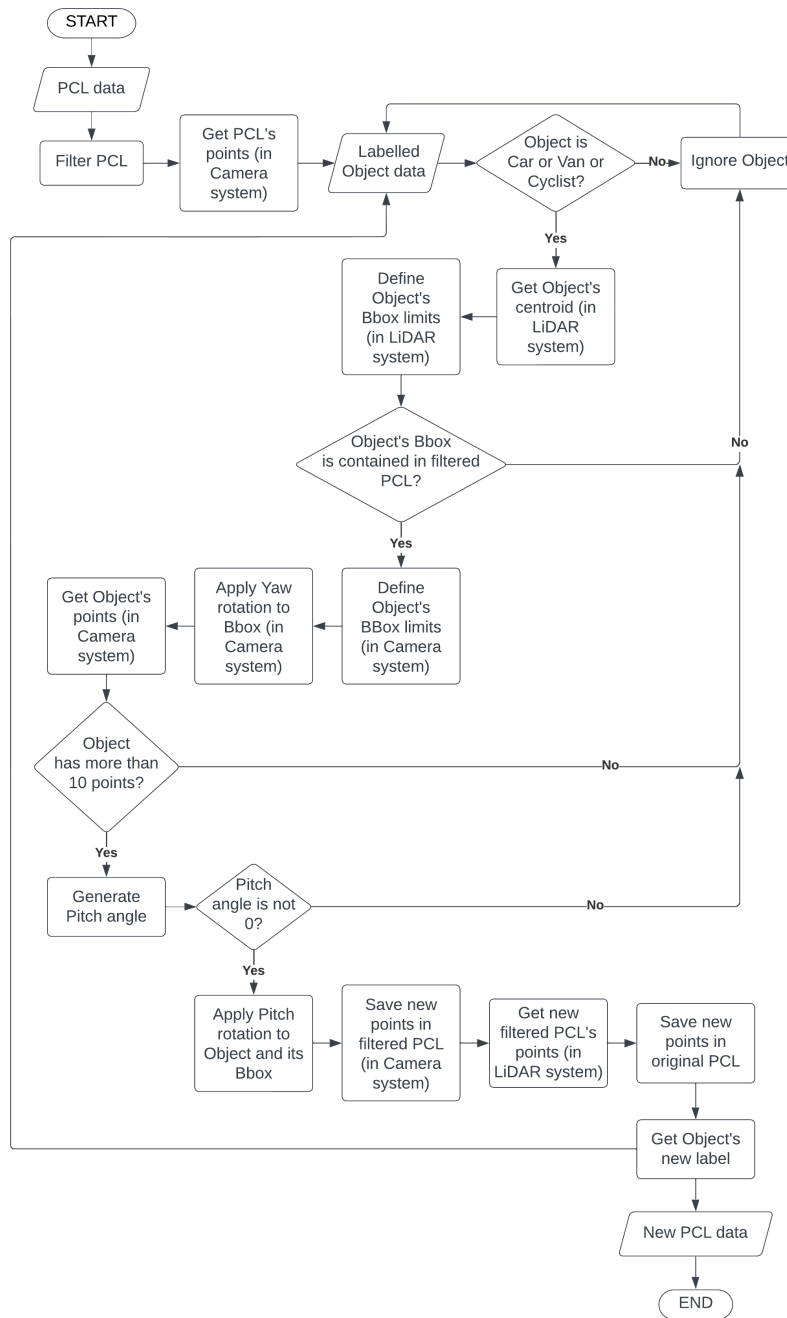 START
PCL data
Filter PCL
Get PCL's
points (in
Camera
system)
Labelled
Object data
Object is
Car or Van or
Cyclist?
No
Ignore Object
Yes
Get Object's
centroid (in
LiDAR
system)
Define
Object's
Bbox limits
(in LiDAR
system)
Object's Bbox
is contained in filtered
PCL?
No
Yes
Define
Object's
BBox limits
(in Camera
system)
Apply Yaw
rotation to
Bbox (in
Camera
system)
Get Object's
points (in
Camera
system)
Object
has more than
10 points?
No
Yes
Generate
Pitch angle
Pitch
angle is not
0?
No
Yes
Apply Pitch
rotation to
Object and its
Bbox
Save new
points in
filtered PCL
(in Camera
system)
Get new
filtered PCL's
points (in
LiDAR system)
Save new
points in
original PCL
Get Object's
new label
New PCL data
END